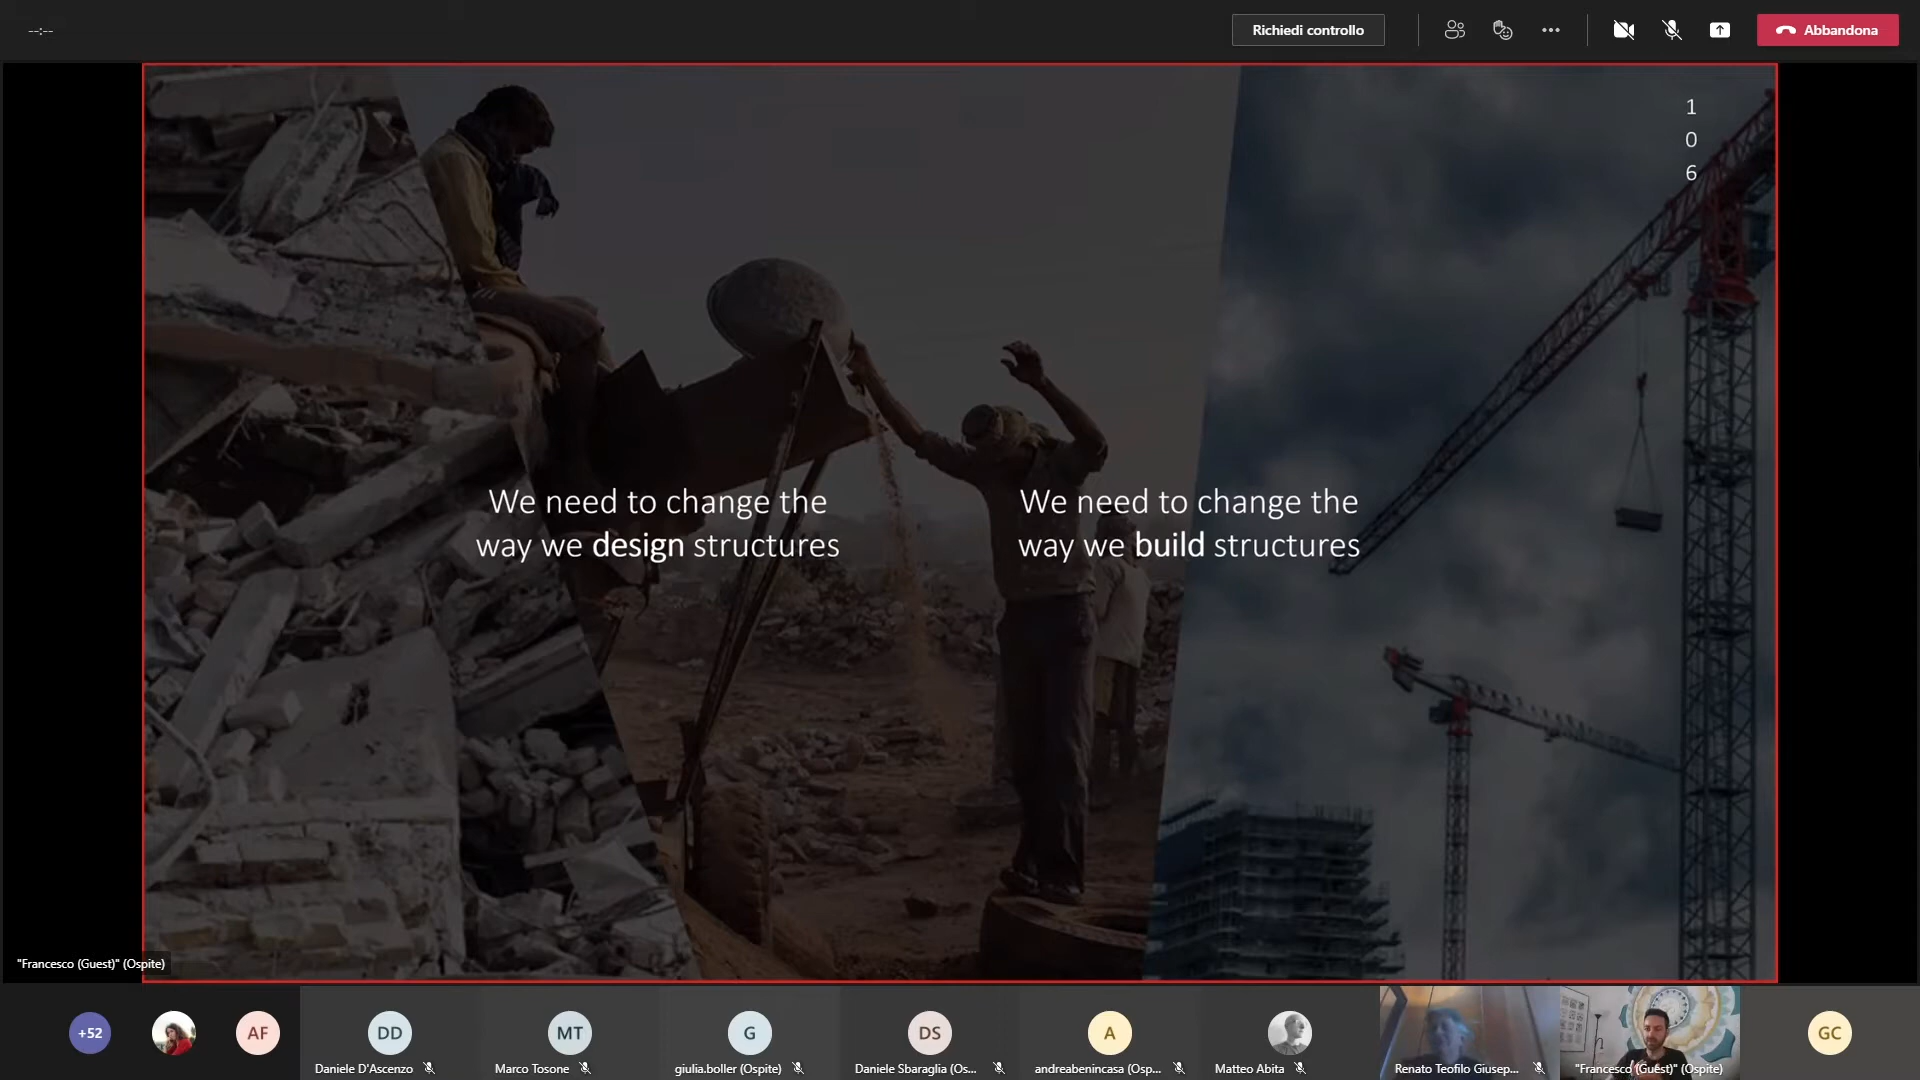 --:--
Richiedi controllo
Abbandona
1
0
6
We need to change the
way we design structures
We need to change the
way we build structures
"Francesco (Guest)" (Ospite)
+52
AF
DD
MT
G
DS
A
GC
Daniele D'Ascenzo
Marco Tosone
giulia.boller (Ospite)
Daniele Sbaraglia (Os...
andreabenincasa (Osp...
Matteo Abita
Renato Teofilo Giusep...
"Francesco (Guest)" (Ospite)